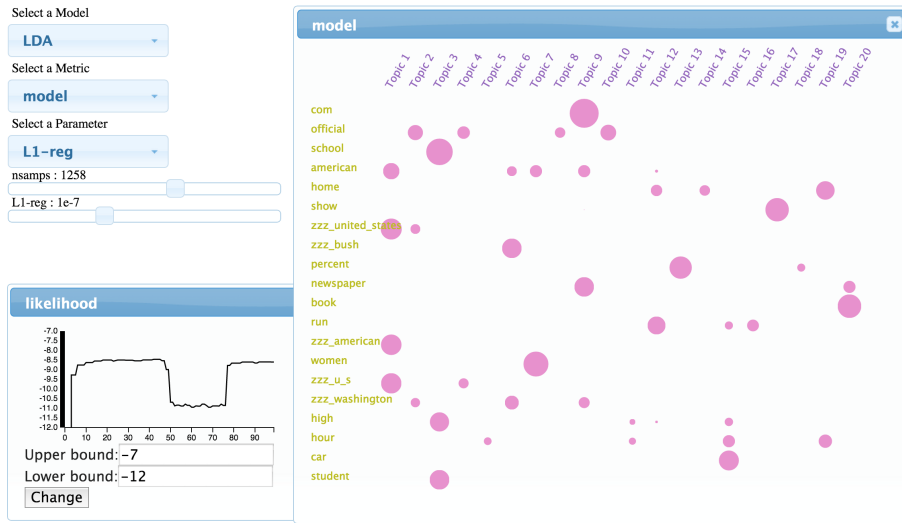 Select a Model
LDA
Select a Metric
model
Select a Parameter
L1-reg
nsamps : 1258
L1-reg : 1e-7
likelihood
-7.0
-7.5
-8.0
-8.5
-9.0
-9.5
-10.0
-10.5
-11.0
-11.5
-12.0
0 10 20 30 40 50 60 70 80 90
Upper bound: -7
Lower bound: -12
Change
model
Topic 1 Topic 2 Topic 3 Topic 4 Topic 5 Topic 6 Topic 7 Topic 8 Topic 9 Topic 10 Topic 11 Topic 12 Topic 13 Topic 14 Topic 15 Topic 16 Topic 17 Topic 18 Topic 19 Topic 20
com
official
school
american
home
show
zzz_united_states
zzz_bush
percent
newspaper
book
run
zzz_american
women
zzz_u_s
zzz_washington
high
hour
car
student